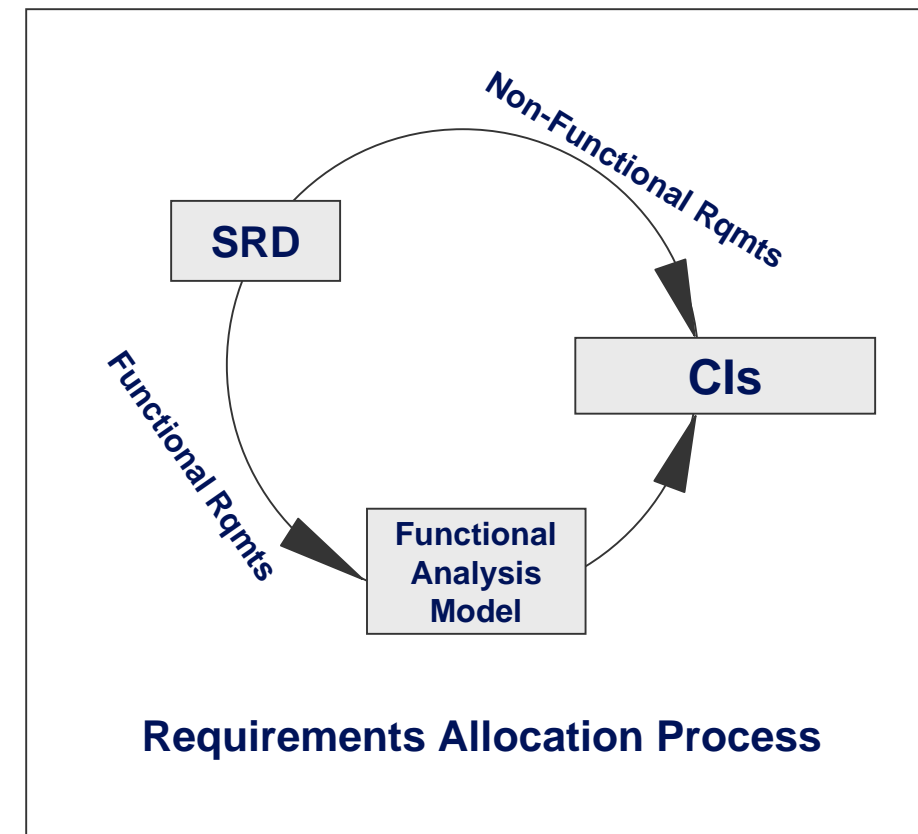 Non-Functional Rqmts
SRD
CIs
Functional Rqmts
Functional
Analysis
Model
Requirements Allocation Process